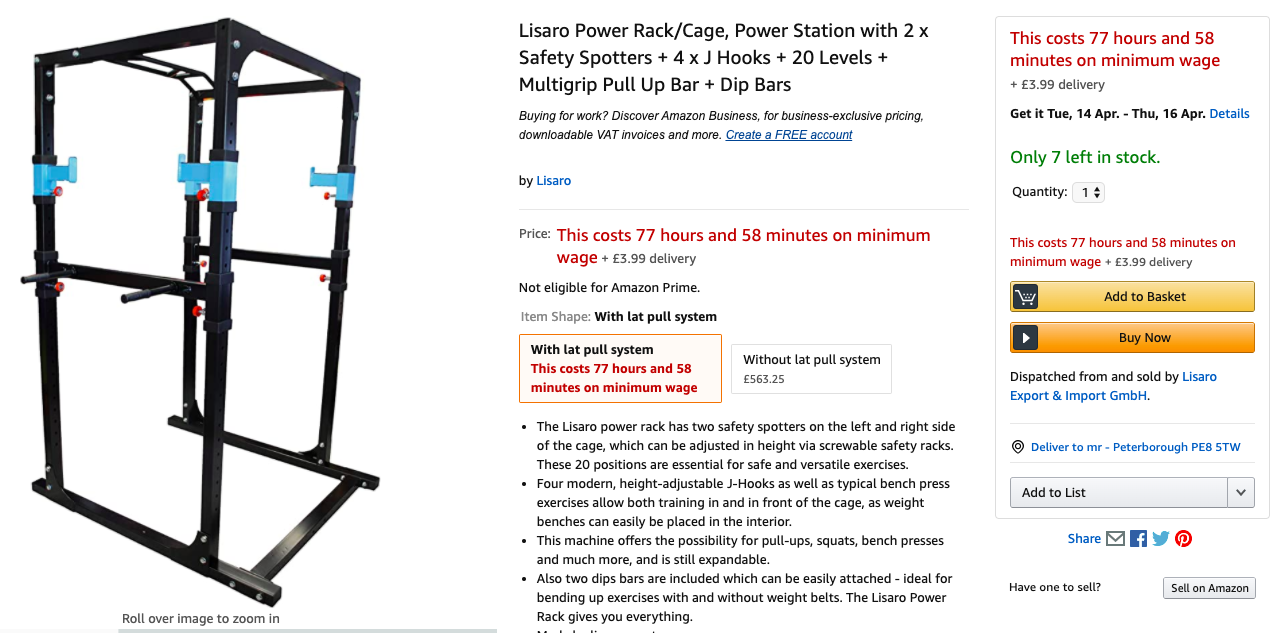 Lisaro Power Rack/Cage, Power Station with 2 x
Safety Spotters + 4 x J Hooks + 20 Levels +
Multigrip Pull Up Bar + Dip Bars
Buying for work? Discover Amazon Business, for business-exclusive pricing,
downloadable VAT invoices and more. Create a FREE account
by Lisaro
Price: This costs 77 hours and 58 minutes on minimum
wage + £3.99 delivery
Not eligible for Amazon Prime.
Item Shape: With lat pull system
With lat pull system
This costs 77 hours and 58
minutes on minimum wage
Without lat pull system
£563.25
• The Lisaro power rack has two safety spotters on the left and right side
of the cage, which can be adjusted in height via screwable safety racks.
These 20 positions are essential for safe and versatile exercises.
• Four modern, height-adjustable J-Hooks as well as typical bench press
exercises allow both training in and in front of the cage, as weight
benches can easily be placed in the interior.
• This machine offers the possibility for pull-ups, squats, bench presses
and much more, and is still expandable.
• Also two dips bars are included which can be easily attached - ideal for
bending up exercises with and without weight belts. The Lisaro Power
Rack gives you everything.
Roll over image to zoom in
This costs 77 hours and 58
minutes on minimum wage
+ £3.99 delivery
Get it Tue, 14 Apr. - Thu, 16 Apr. Details
Only 7 left in stock.
Quantity: 1
This costs 77 hours and 58 minutes on
minimum wage + £3.99 delivery
Add to Basket
Buy Now
Dispatched from and sold by Lisaro
Export & Import GmbH.
Deliver to mr - Peterborough PE8 5TW
Add to List
Share
Have one to sell?
Sell on Amazon